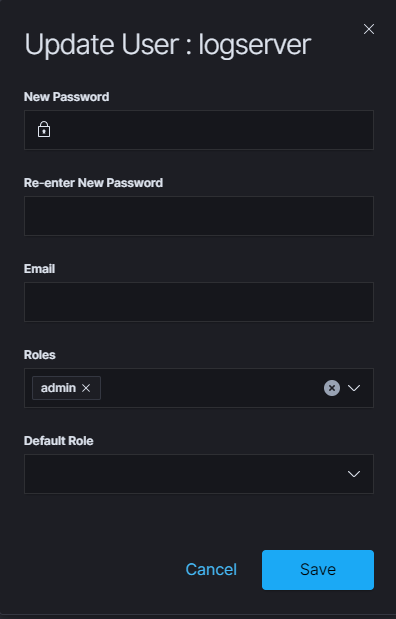 Update User : logserver
New Password
Re-enter New Password
Email
Roles
admin
Default Role
Cancel
Save